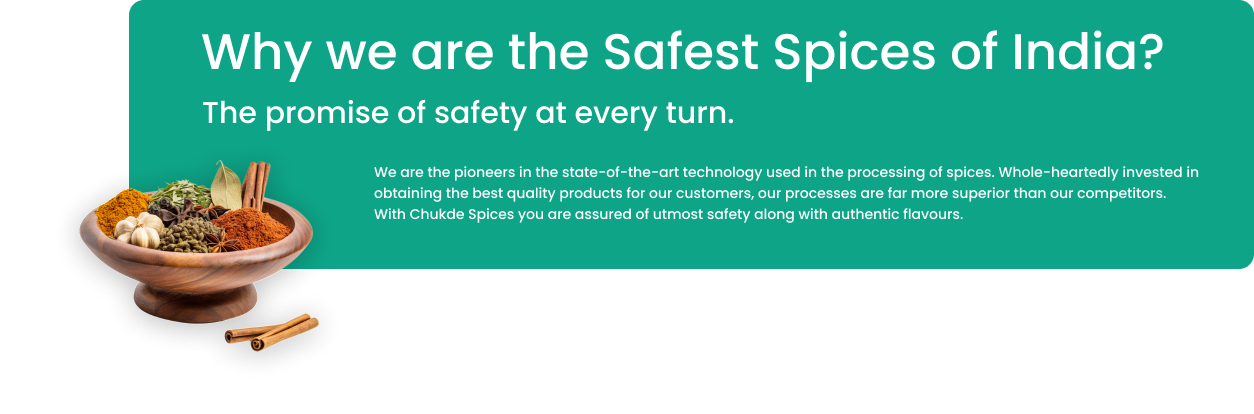 Why we are the Safest Spices of India?
The promise of safety at every turn.
We are the pioneers in the state-of-the-art technology used in the processing of spices. Whole-heartedly invested in
obtaining the best quality products for our customers, our processes are far more superior than our competitors.
With Chukde Spices you are assured of utmost safety along with authentic flavours.